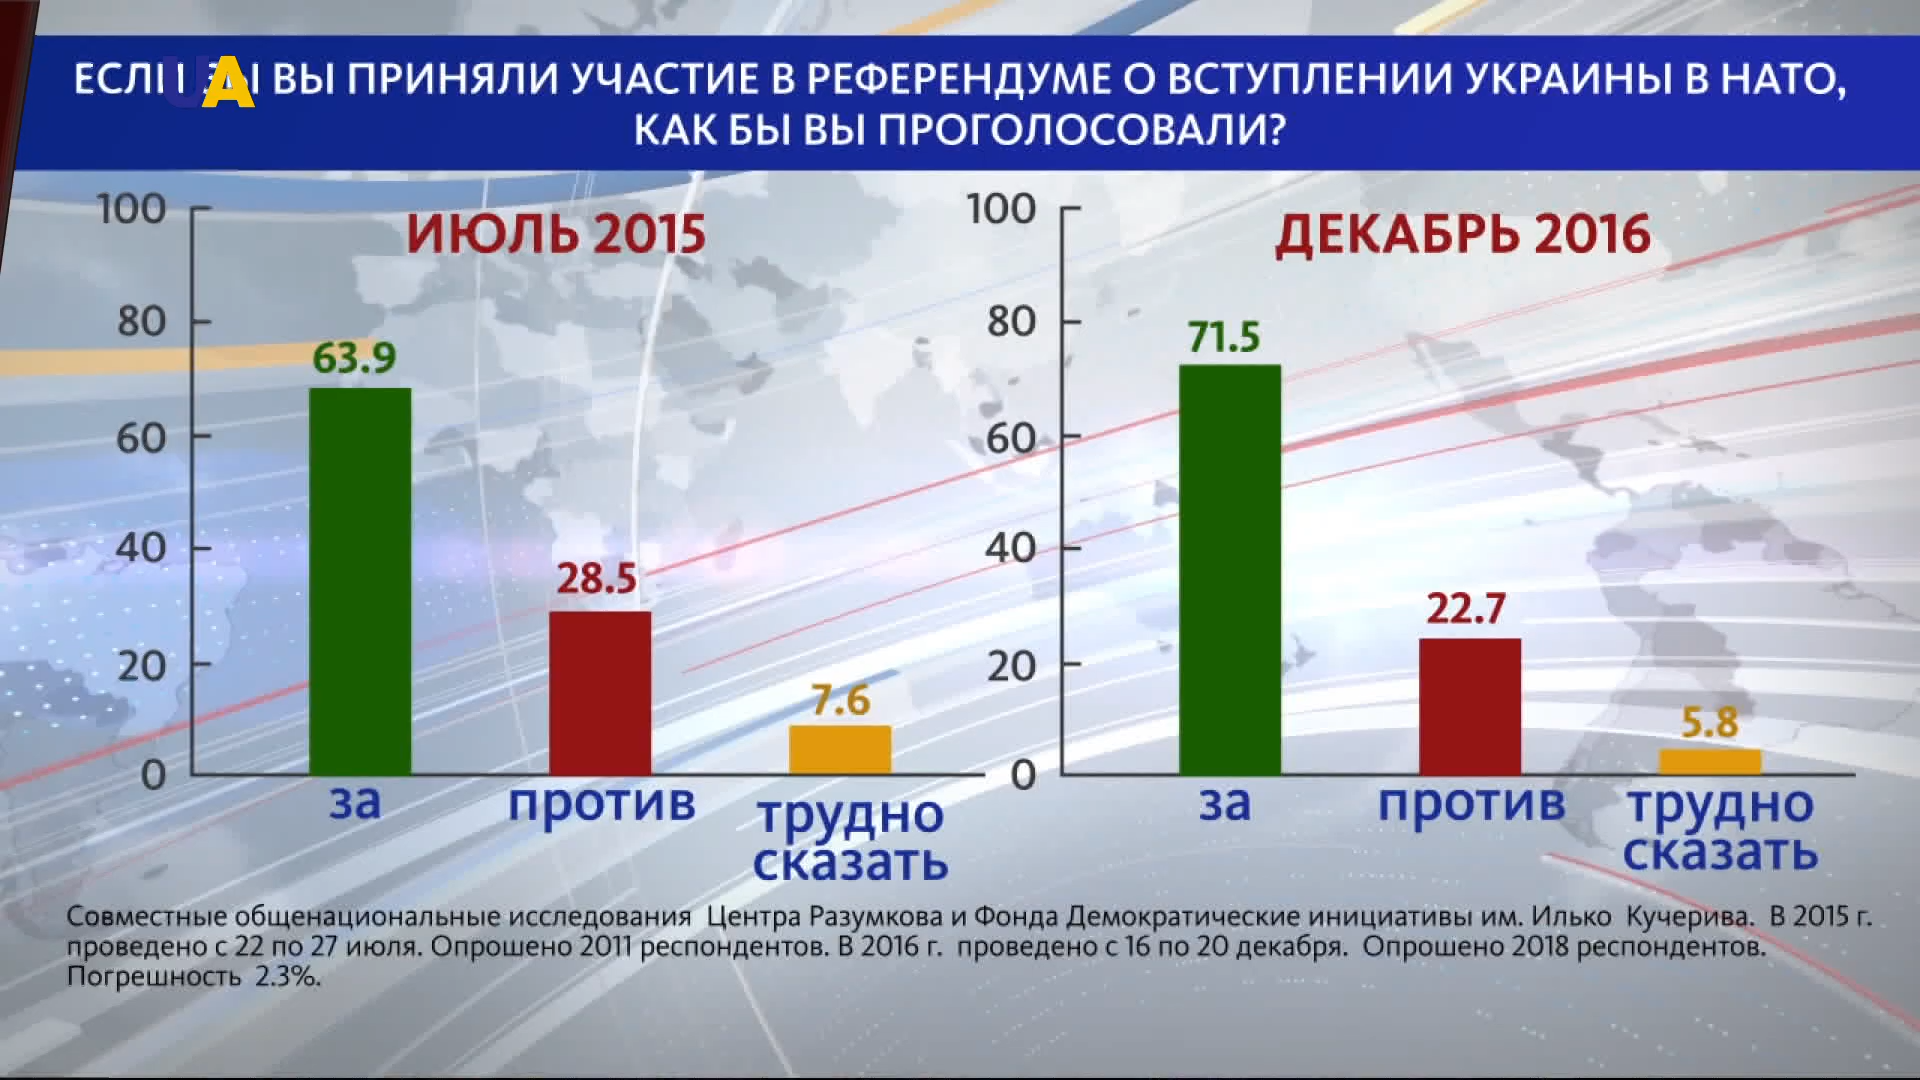 UA
ЕСЛИ БЫ ВЫ ПРИНЯЛИ УЧАСТИЕ В РЕФЕРЕНДУМЕ О ВСТУПЛЕНИИ УКРАИНЫ В НАТО,
КАК БЫ ВЫ ПРОГОЛОСОВАЛИ?
ИЮЛЬ 2015
100
80
60
40
20
0
63.9
28.5
7.6
за
против
трудно
сказать
ДЕКАБРЬ 2016
100
80
60
40
20
0
71.5
22.7
5.8
за
против
трудно
сказать
Совместные общенациональные исследования Центра Разумкова и Фонда Демократические инициативы им. Илько Кучерива. В 2015 г.
проведено с 22 по 27 июля. Опрошено 2011 респондентов. В 2016 г. проведено с 16 по 20 декабря. Опрошено 2018 респондентов.
Погрешность 2.3%.